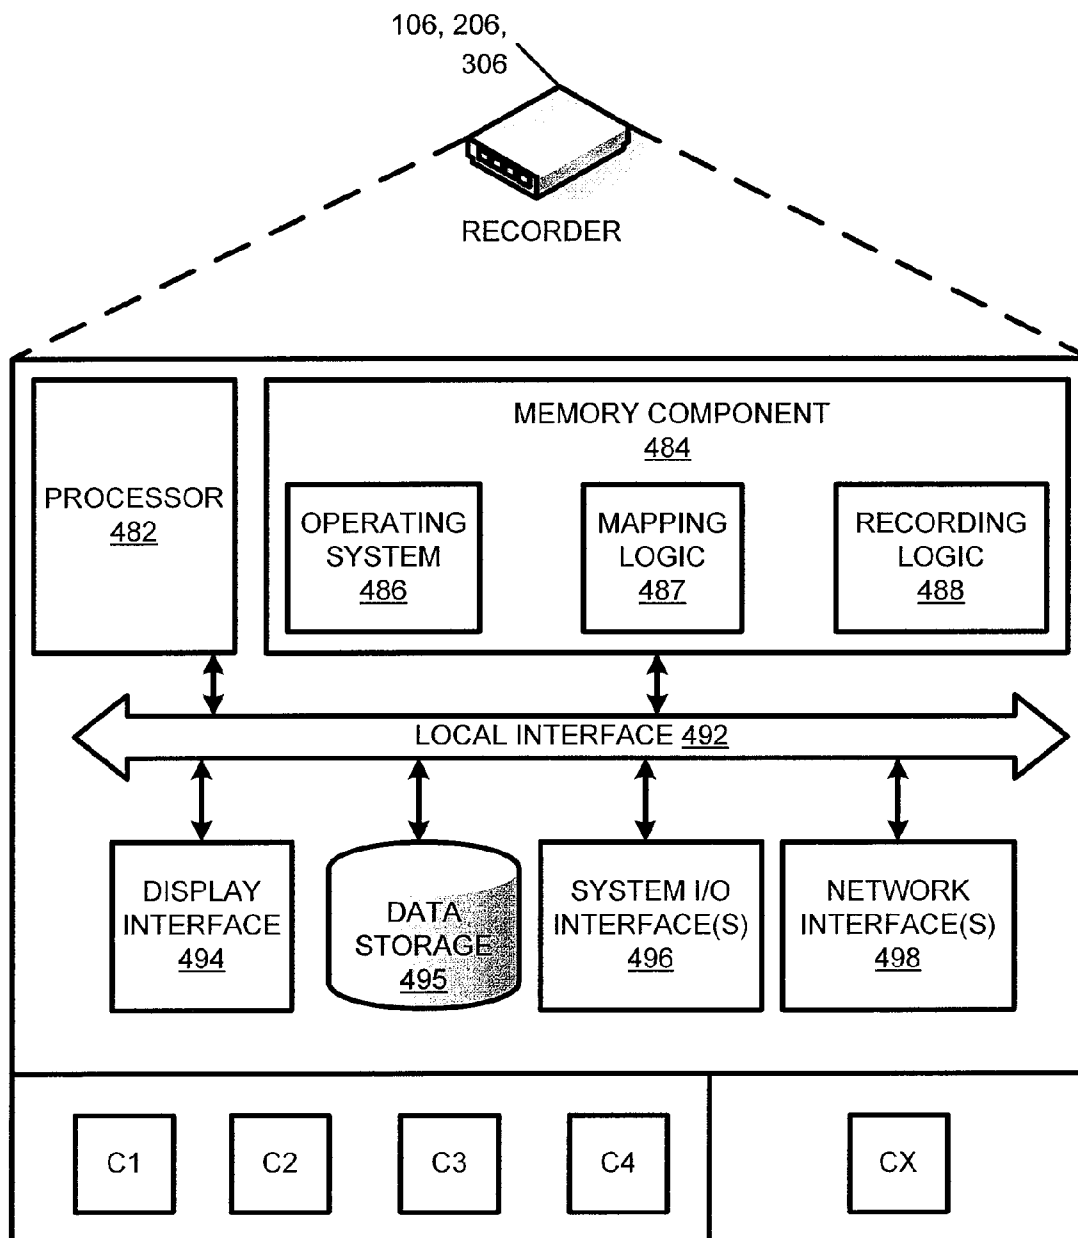 106, 206,
306
RECORDER
PROCESSOR
482
MEMORY COMPONENT
484
OPERATING
SYSTEM
486
MAPPING
LOGIC
487
RECORDING
LOGIC
488
LOCAL INTERFACE 492
DISPLAY
INTERFACE
494
DATA
STORAGE
495
SYSTEM I/O
INTERFACE(S)
496
NETWORK
INTERFACE(S)
498
C1
C2
C3
C4
CX